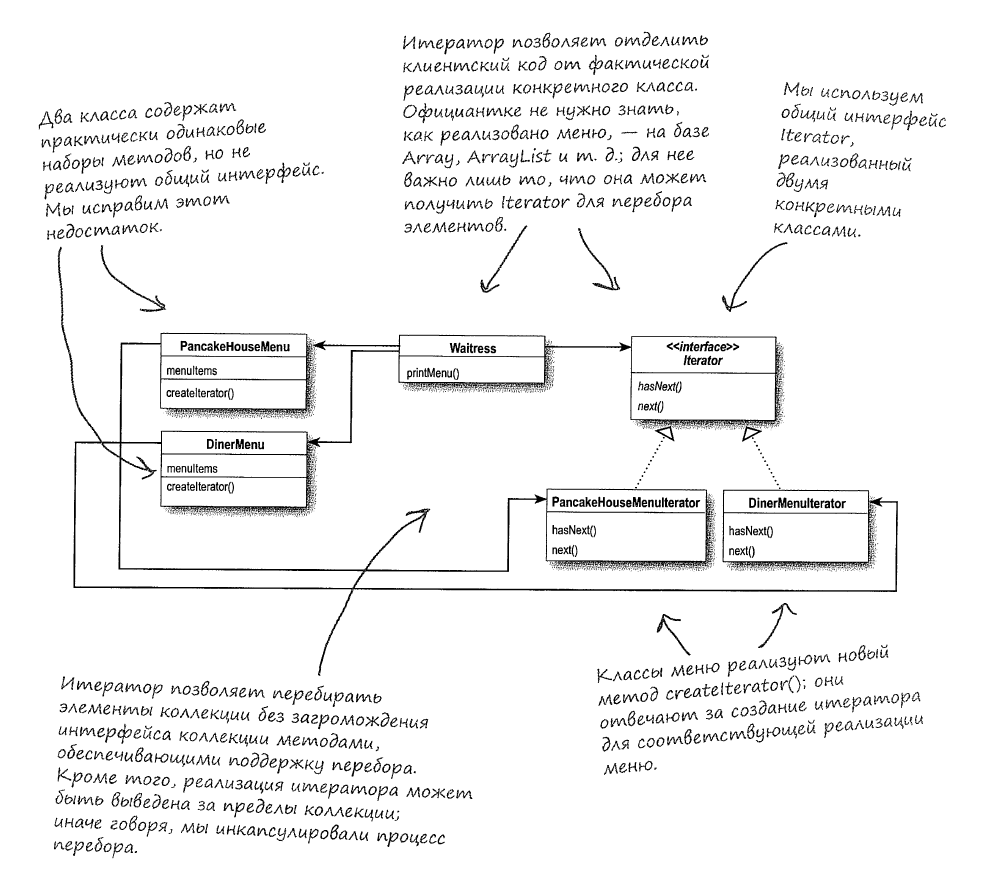 Итератор позволяет отделить
клиентский код от фактической
реализации конкретного класса.
Официантке не нужно знать,
как реализовано меню, — на базе
Array, ArrayList и т. д.; для нее
важно лишь то, что она может
получить Iterator для перебора
элементов.
Два класса содержат
практически одинаковые
наборы методов, но не
реализуют общий интерфейс.
Мы исправим этот
недостаток.
Мы используем
общий интерфейс
Iterator,
реализованный
двумя
конкретными
классами.
PancakeHouseMenu
menuItems
createIterator()
Waitress
printMenu()
<<interface>>
Iterator
hasNext()
next()
DinerMenu
menuItems
createIterator()
PancakeHouseMenuIterator
hasNext()
next()
DinerMenuIterator
hasNext()
next()
Итератор позволяет перебирать
элементы коллекции без загромождения
интерфейса коллекции методами,
обеспечивающими поддержку перебора.
Кроме того, реализация итератора может
быть выведена за пределы коллекции;
иначе говоря, мы инкапсулировали процесс
перебора.
Классы меню реализуют новый
метод createIterator(); они
отвечают за создание итератора
для соответствующей реализации
меню.